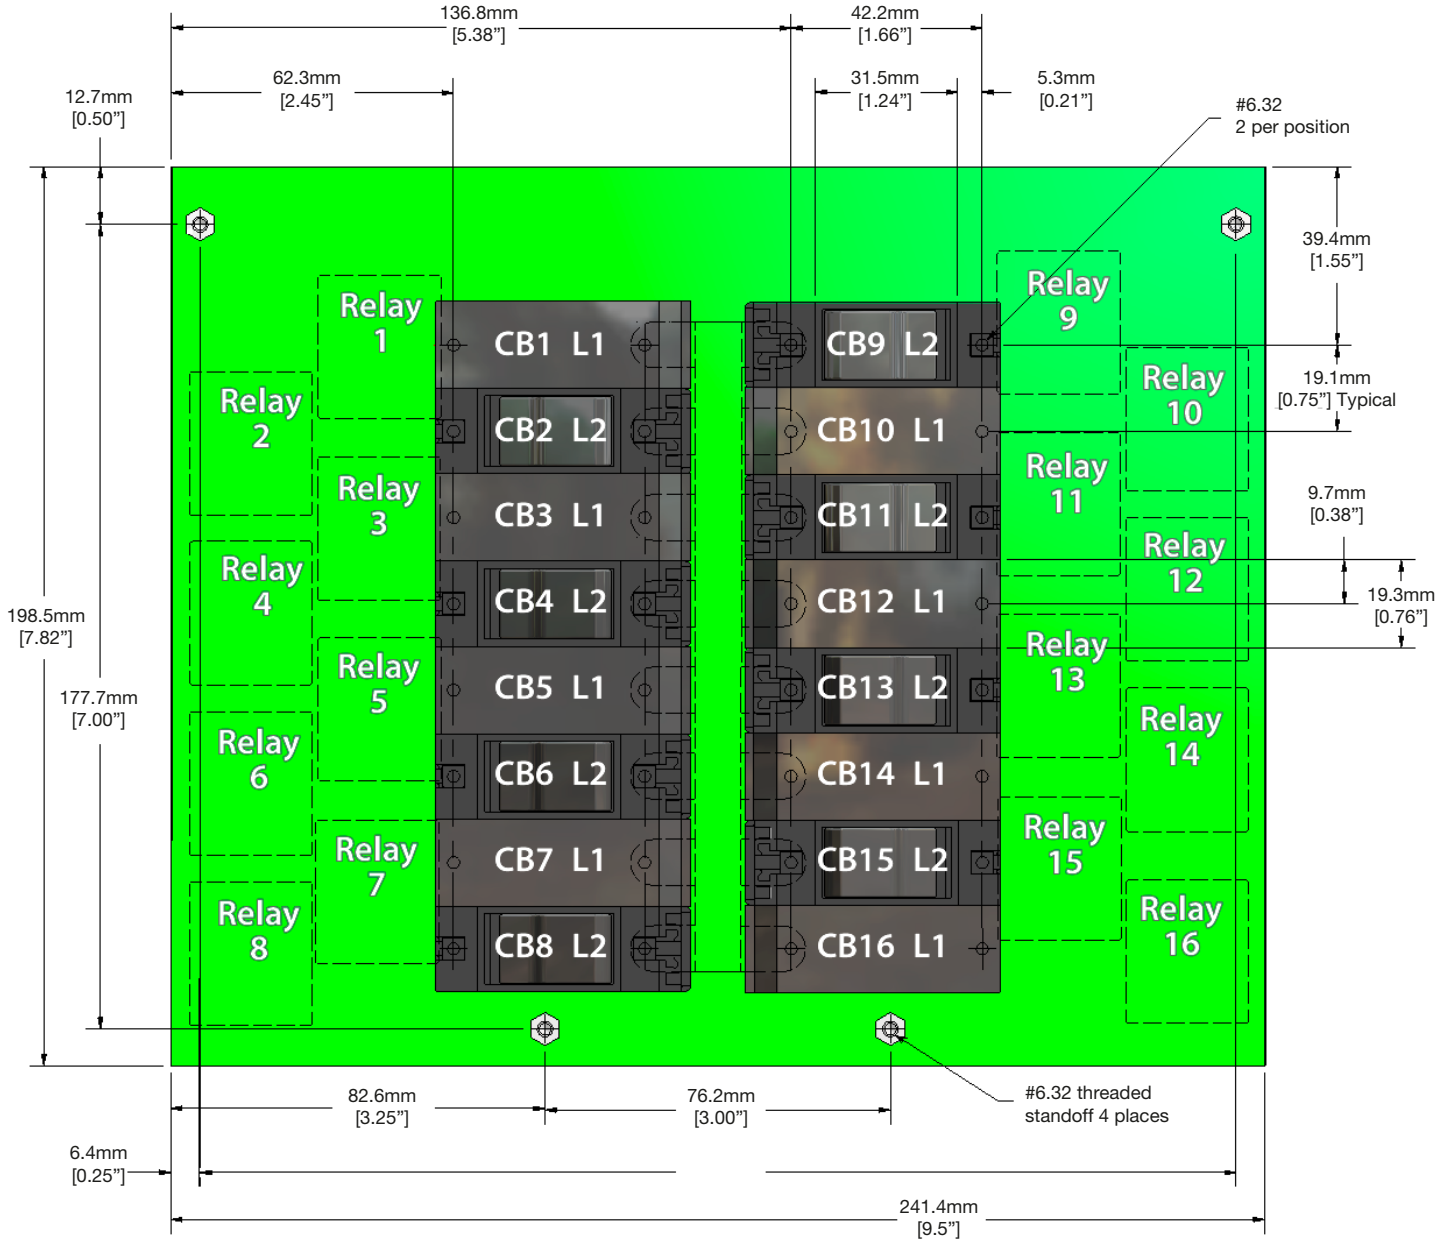 136.8mm
[5.38”]
42.2mm
[1.66”]
62.3mm
[2.45”]
31.5mm
[1.24”]
5.3mm
[0.21”]
12.7mm
[0.50”]
#6.32
2 per position
39.4mm
[1.55”]
19.1mm
[0.75”] Typical
9.7mm
[0.38”]
19.3mm
[0.76”]
198.5mm
[7.82”]
177.7mm
[7.00”]
Relay
1
Relay
2
Relay
3
Relay
4
Relay
5
Relay
6
Relay
7
Relay
8
CB1 L1
CB2 L2
CB3 L1
CB4 L2
CB5 L1
CB6 L2
CB7 L1
CB8 L2
CB9 L2
CB10 L1
CB11 L2
CB12 L1
CB13 L2
CB14 L1
CB15 L2
CB16 L1
Relay
9
Relay
10
Relay
11
Relay
12
Relay
13
Relay
14
Relay
15
Relay
16
82.6mm
[3.25”]
76.2mm
[3.00”]
#6.32 threaded
standoff 4 places
6.4mm
[0.25”]
241.4mm
[9.5”]